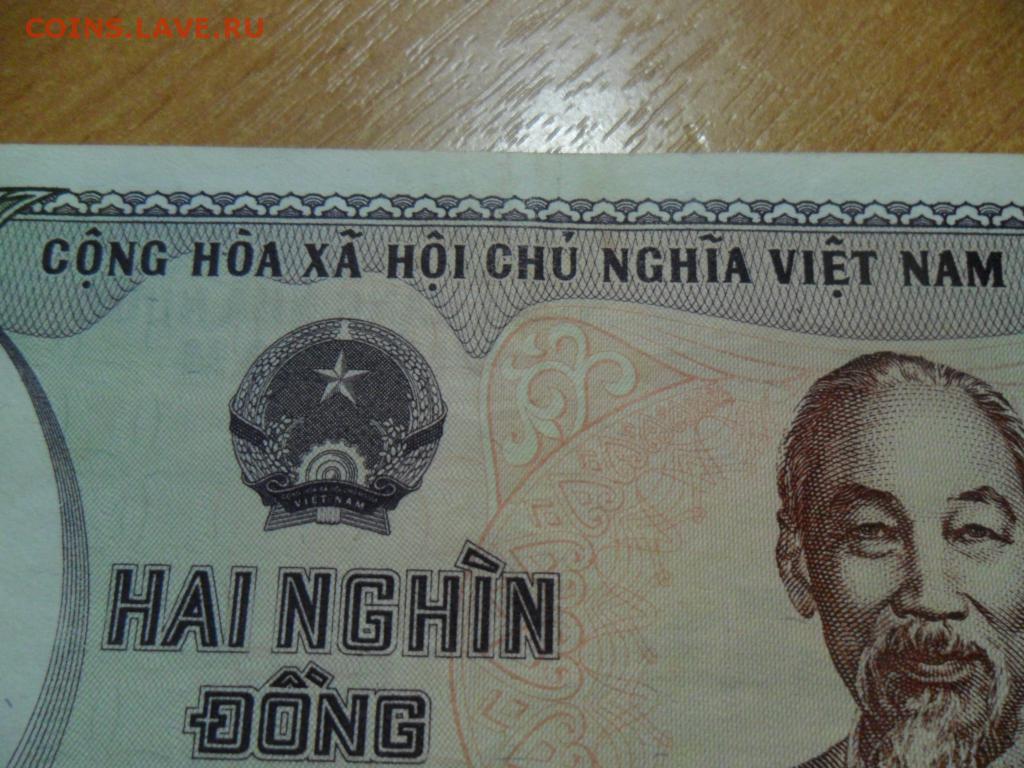 COINS.LAVE.RU
CỘNG HÒA XÃ HỘI CHỦ NGHĨA VIỆT NAM
VIỆT NAM
HAI NGHÌN
ĐỒNG